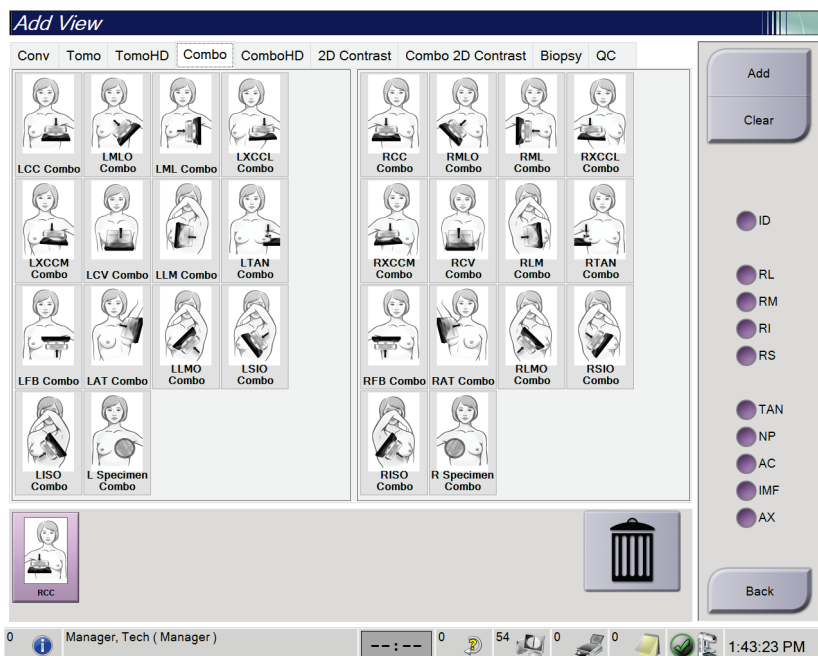 Add View
Conv Tomo TomoHD Combo ComboHD 2D Contrast Combo 2D Contrast Biopsy QC
LCC Combo
LMLO
Combo
LML Combo
LXCCL
Combo
RCC
Combo
RMLO
Combo
RML
Combo
RXCCL
Combo
LXCCM
Combo
LCV Combo
LLM Combo
LTAN
Combo
RXCCM
Combo
RCV
Combo
RLM
Combo
RTAN
Combo
LFB Combo
LAT Combo
LLMO
Combo
LSIO
Combo
RFB Combo
RAT Combo
RLMO
Combo
RSIO
Combo
LISO
Combo
L Specimen
Combo
RISO
Combo
R Specimen
Combo
Add
Clear
ID
RL
RM
RI
RS
TAN
NP
AC
IMF
AX
Back
RCC
0 i Manager, Tech ( Manager ) --:-- 0 54 0 0 1:43:23 PM